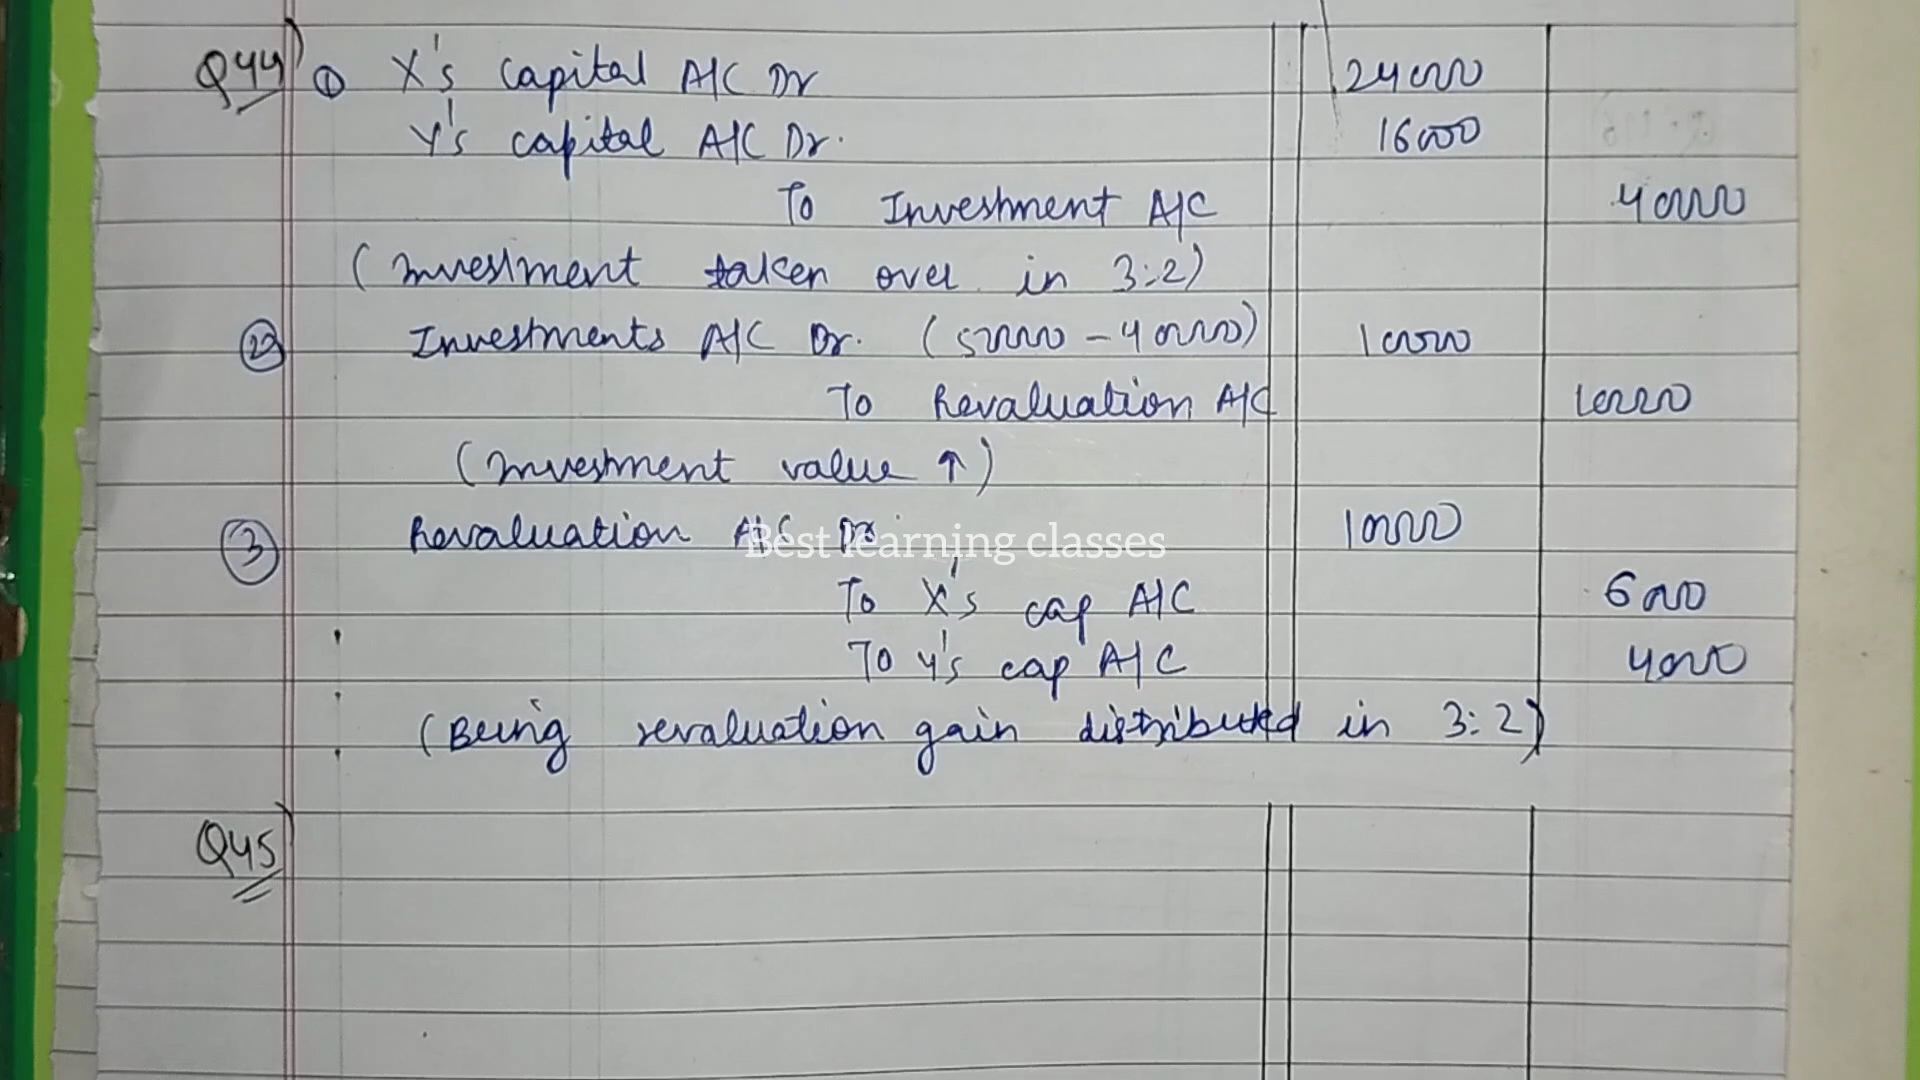 Q44) ① X's capital A/C Dr 24000
Y's capital A/C Dr. 16000
To Investment A/C 40000
(Investment taken over in 3:2)
② Investments A/C Dr. (50000 - 40000) 10000
To Revaluation A/C 10000
(Investment value ↑)
③ Revaluation A/C Dr. 10000
Best learning classes
To X's cap A/C 6000
To Y's cap A/C 4000
(Being revaluation gain distributed in 3:2)
Q45)